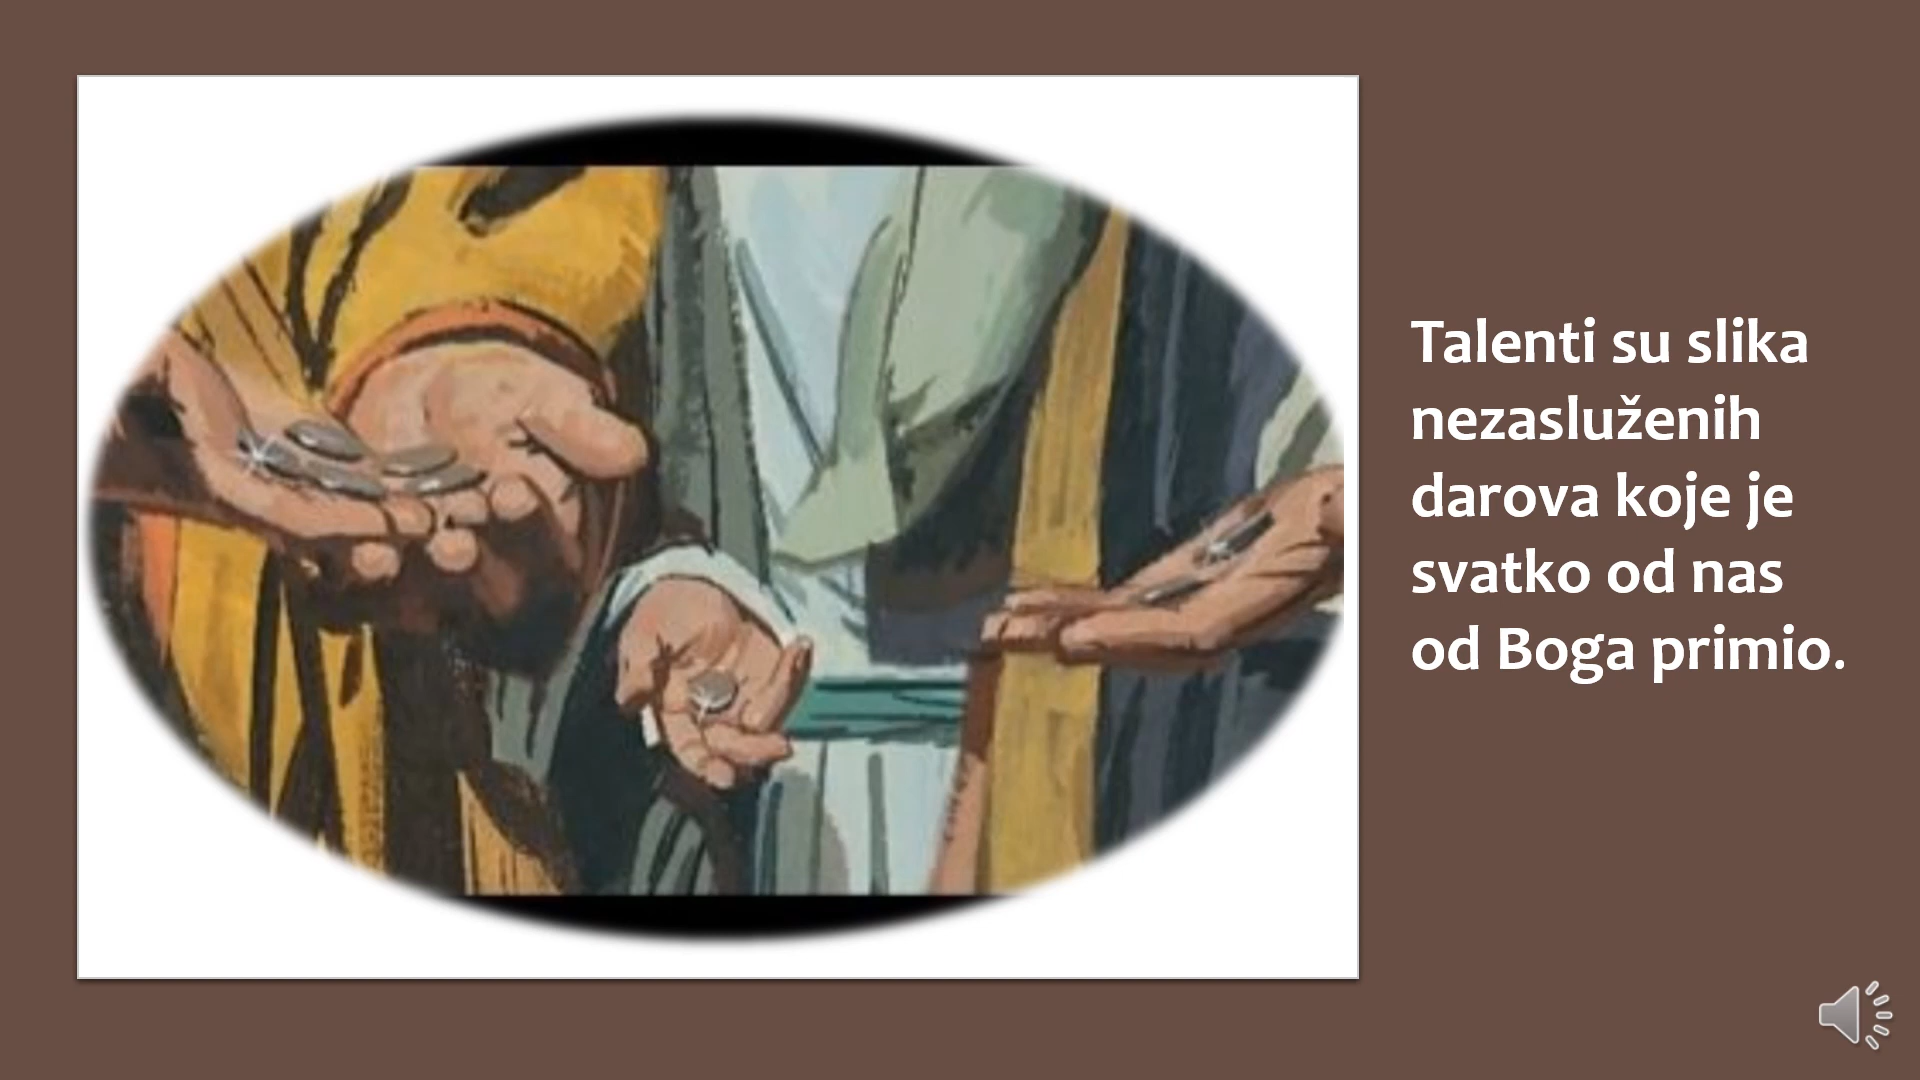 Talenti su slika
nezasluženih
darova koje je
svatko od nas
od Boga primio.